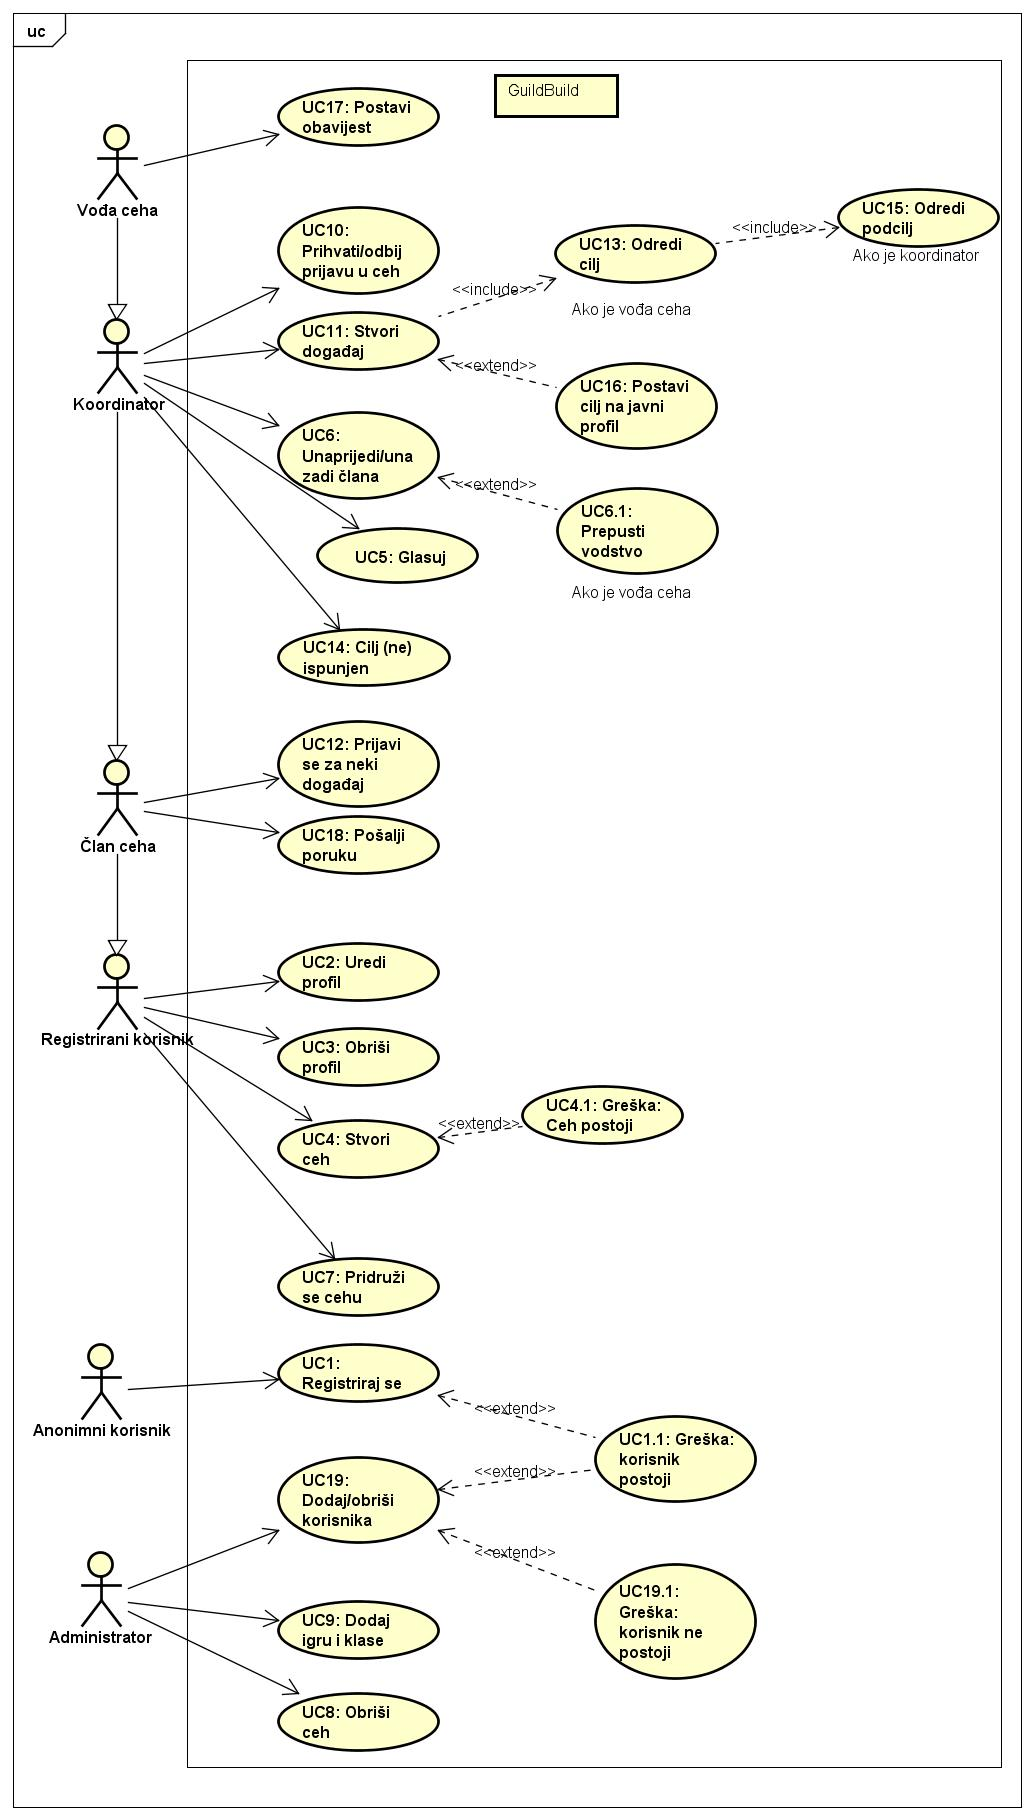 uc
GuildBuild
UC17: Postavi
obavijest
Vođa ceha
UC10:
Prihvati/odbij
prijavu u ceh
UC13: Odredi
cilj
<<include>>
UC15: Odredi
podcilj
Ako je koordinator
<<include>>
Ako je vođa ceha
UC11: Stvori
događaj
<<extend>>
UC16: Postavi
cilj na javni
profil
Koordinator
UC6:
Unaprijedi/una
zadi člana
<<extend>>
UC6.1:
Prepusti
vodstvo
Ako je vođa ceha
UC5: Glasuj
UC14: Cilj (ne)
ispunjen
UC12: Prijavi
se za neki
događaj
Član ceha
UC18: Pošalji
poruku
UC2: Uredi
profil
Registrirani korisnik
UC3: Obriši
profil
UC4: Stvori
ceh
<<extend>>
UC4.1: Greška:
Ceh postoji
UC7: Pridruži
se cehu
UC1:
Registriraj se
Anonimni korisnik
<<extend>>
UC1.1: Greška:
korisnik
postoji
<<extend>>
UC19:
Dodaj/obriši
korisnika
<<extend>>
UC19.1:
Greška:
korisnik ne
postoji
Administrator
UC9: Dodaj
igru i klase
UC8: Obriši
ceh